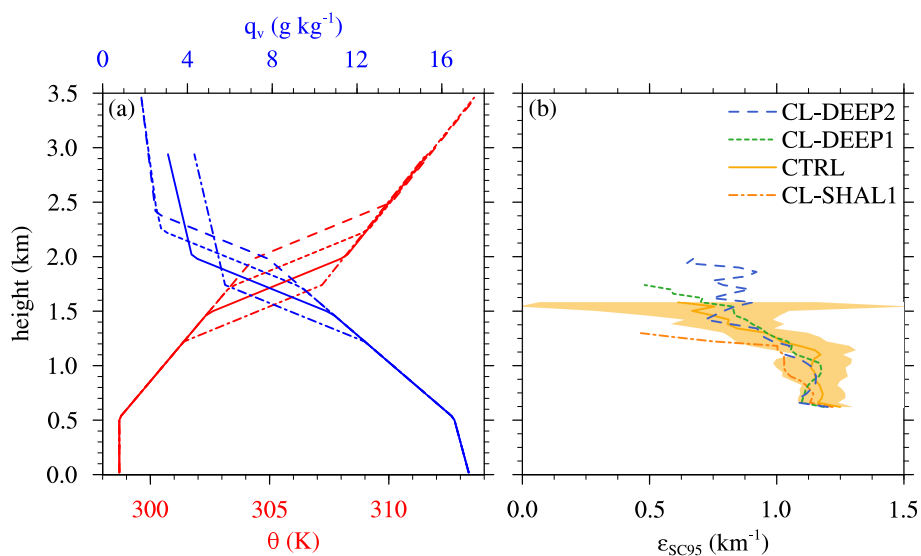 q_v (g kg⁻¹)
0 4 8 12 16
(a)
3.5
3.0
2.5
2.0
1.5
1.0
0.5
0.0
height (km)
300 305 310
θ (K)
(b)
CL-DEEP2
CL-DEEP1
CTRL
CL-SHAL1
0.0 0.5 1.0 1.5
ε_SC95 (km⁻¹)